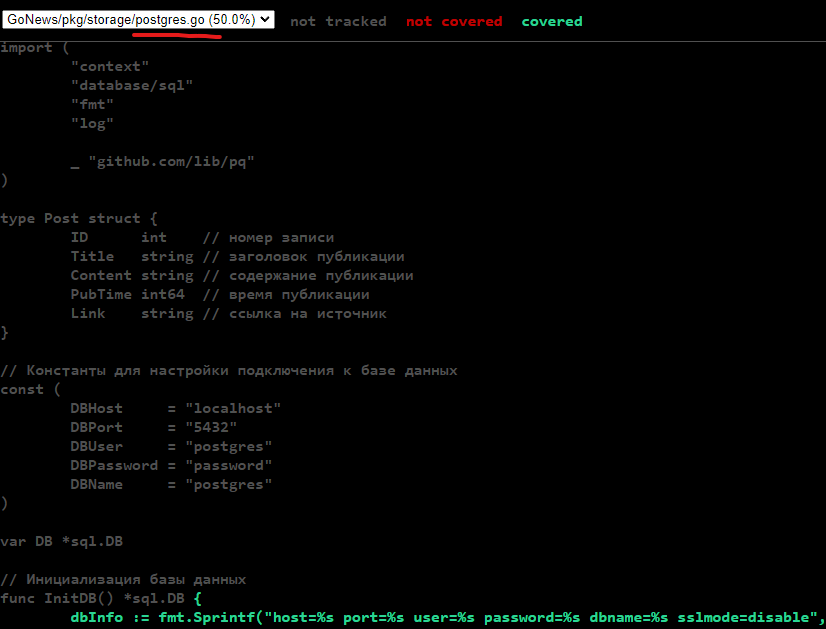 GoNews/pkg/storage/postgres.go (50.0%) not tracked not covered covered
import (
"context"
"database/sql"
"fmt"
"log"
_ "github.com/lib/pq"
)
type Post struct {
ID int // номер записи
Title string // заголовок публикации
Content string // содержание публикации
PubTime int64 // время публикации
Link string // ссылка на источник
}
// Константы для настройки подключения к базе данных
const (
DBHost = "localhost"
DBPort = "5432"
DBUser = "postgres"
DBPassword = "password"
DBName = "postgres"
)
var DB *sql.DB
// Инициализация базы данных
func InitDB() *sql.DB {
dbInfo := fmt.Sprintf("host=%s port=%s user=%s password=%s dbname=%s sslmode=disable",